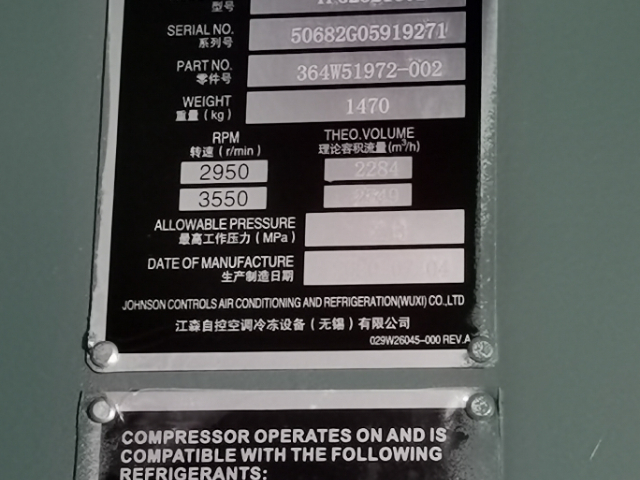 型号
SERIAL NO. 50682G05919271
系列号
PART NO. 364W51972-002
零件号
WEIGHT 1470
重量 (kg)
RPM THEO.VOLUME
转速 (r/min) 理论容积流量 (m³/h)
2950 2284
3550
ALLOWABLE PRESSURE
最高工作压力 (MPa)
DATE OF MANUFACTURE
生产制造日期
JOHNSON CONTROLS AIR CONDITIONING AND REFRIGERATION(WUXI) CO.,LTD
江森自控空调冷冻设备(无锡)有限公司
029W26045-000 REV.A
COMPRESSOR OPERATES ON AND IS
COMPATIBLE WITH THE FOLLOWING
REFRIGERANTS: